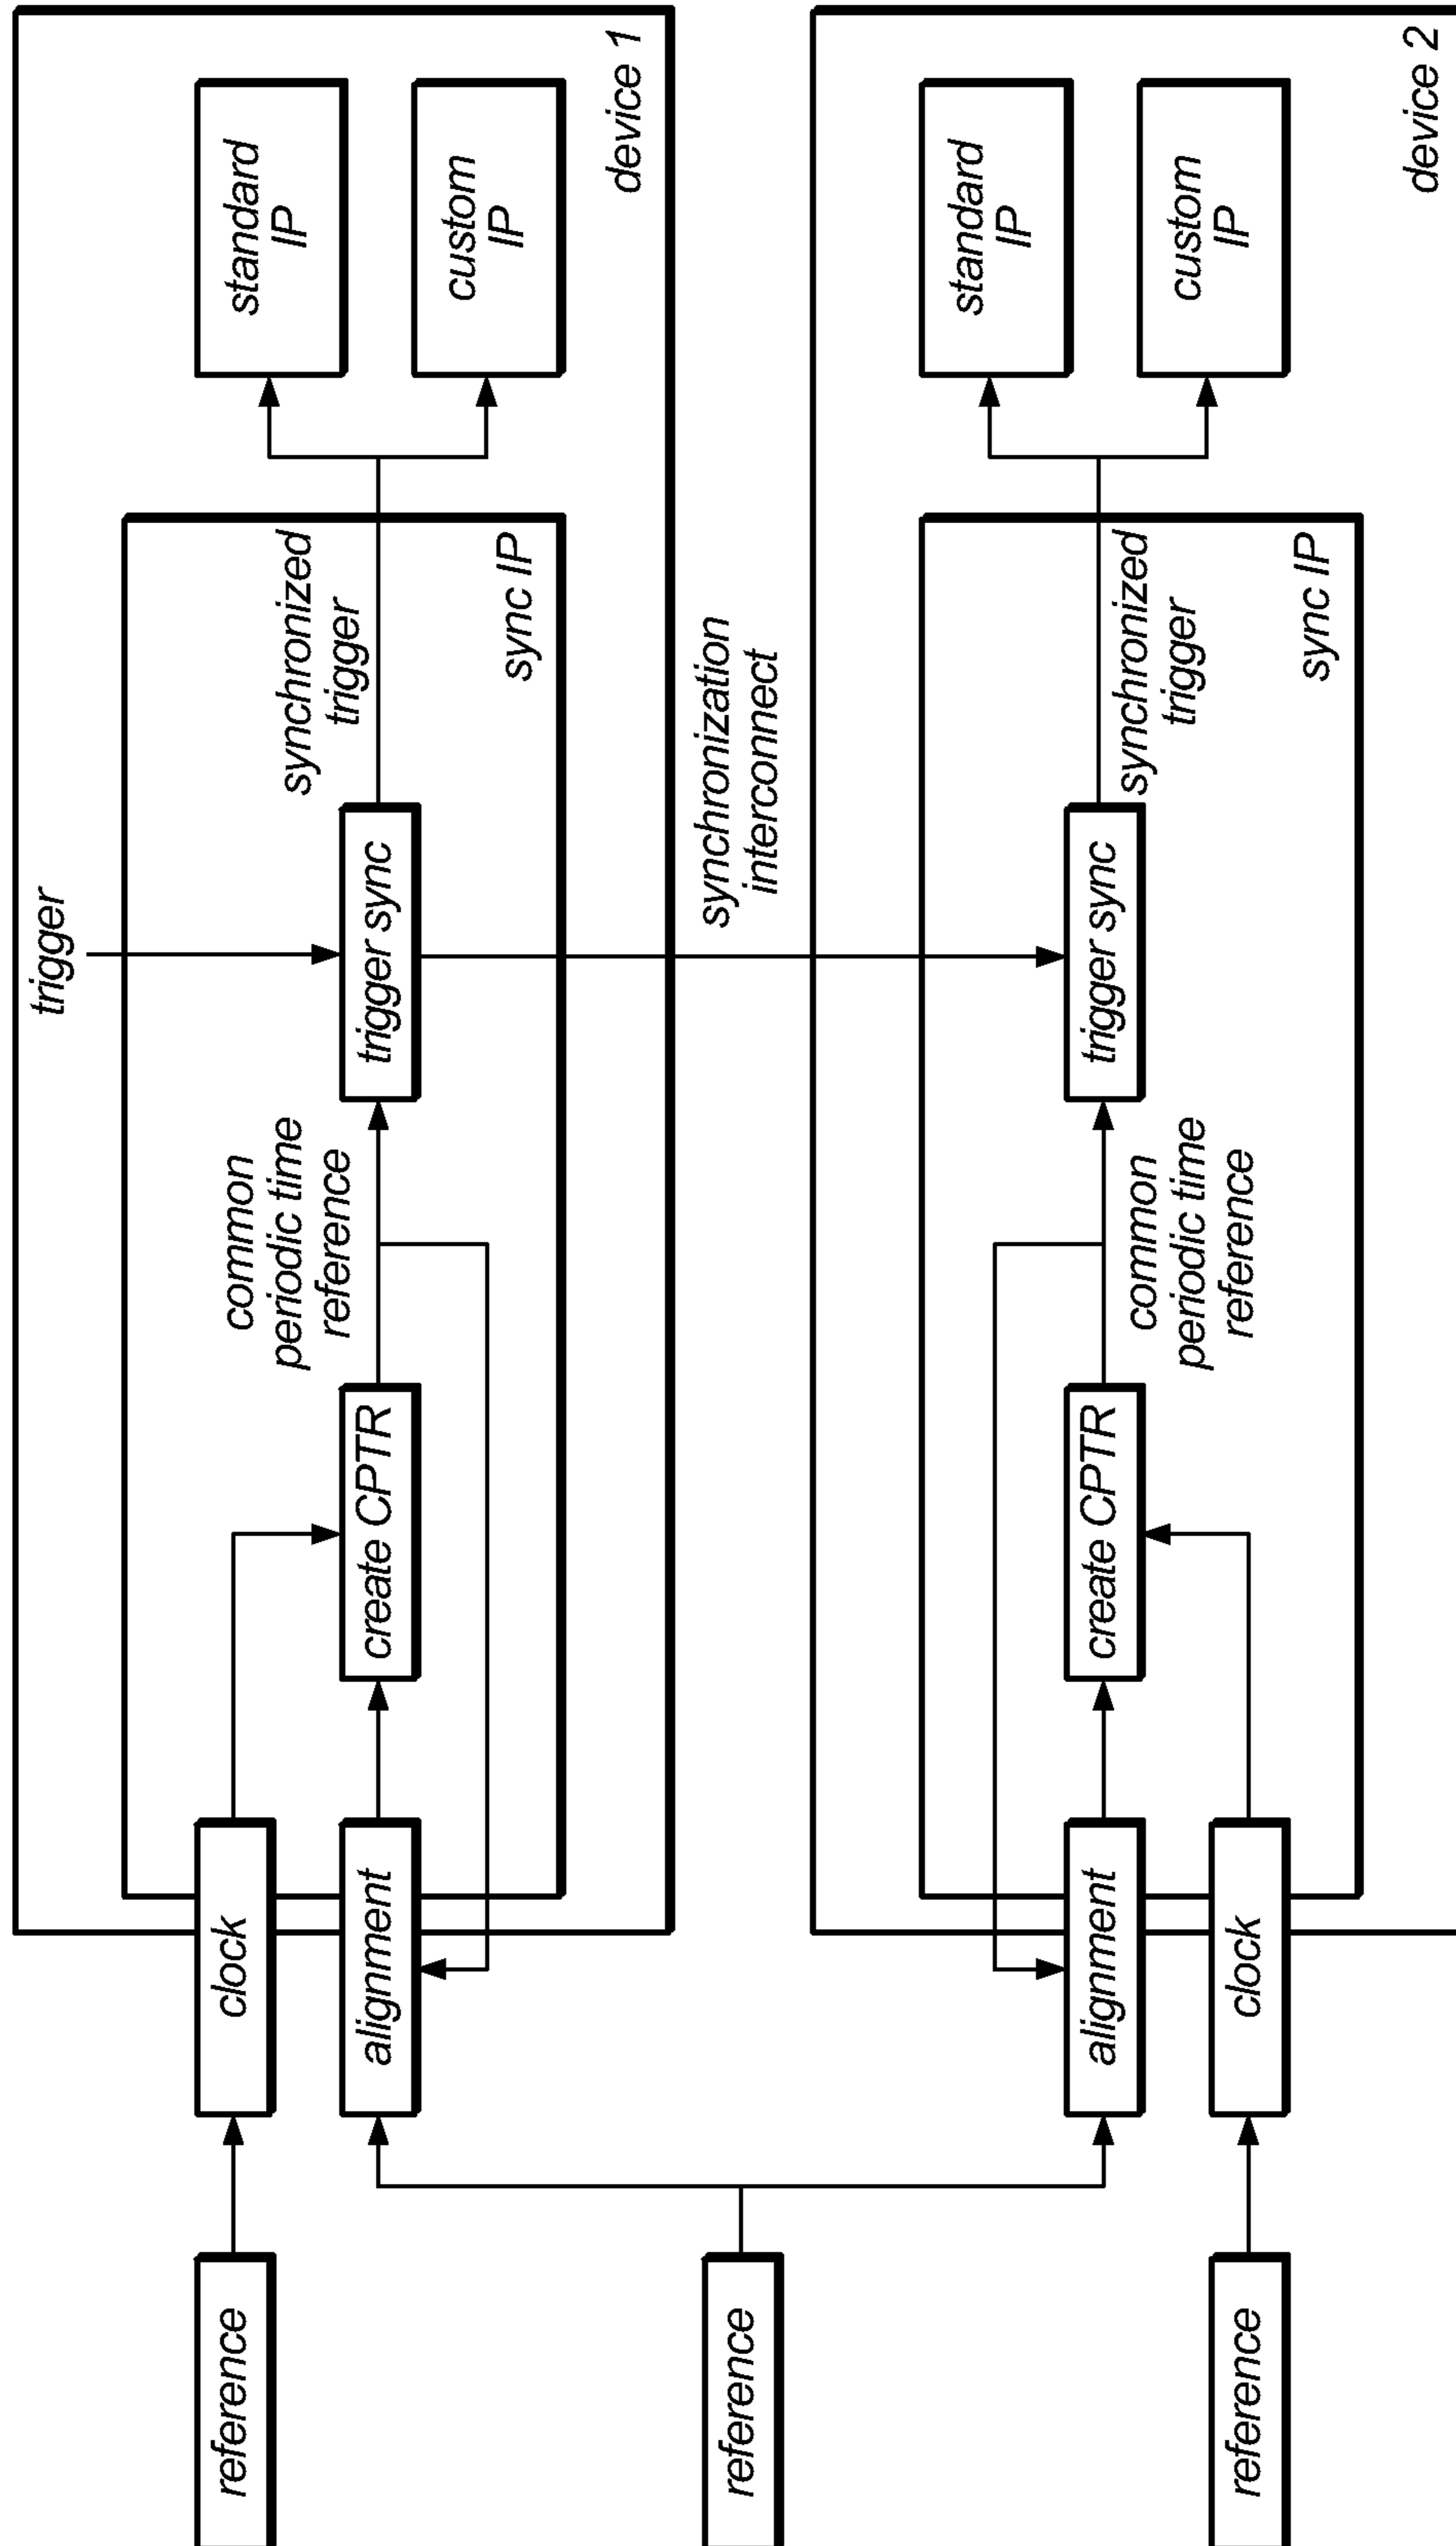 trigger
reference
clock
alignment
create CPTR
common
periodic time
reference
trigger sync
synchronized
trigger
sync IP
standard
IP
custom
IP
device 1
reference
synchronization
interconnect
alignment
clock
create CPTR
common
periodic time
reference
trigger sync
synchronized
trigger
sync IP
standard
IP
custom
IP
device 2
reference